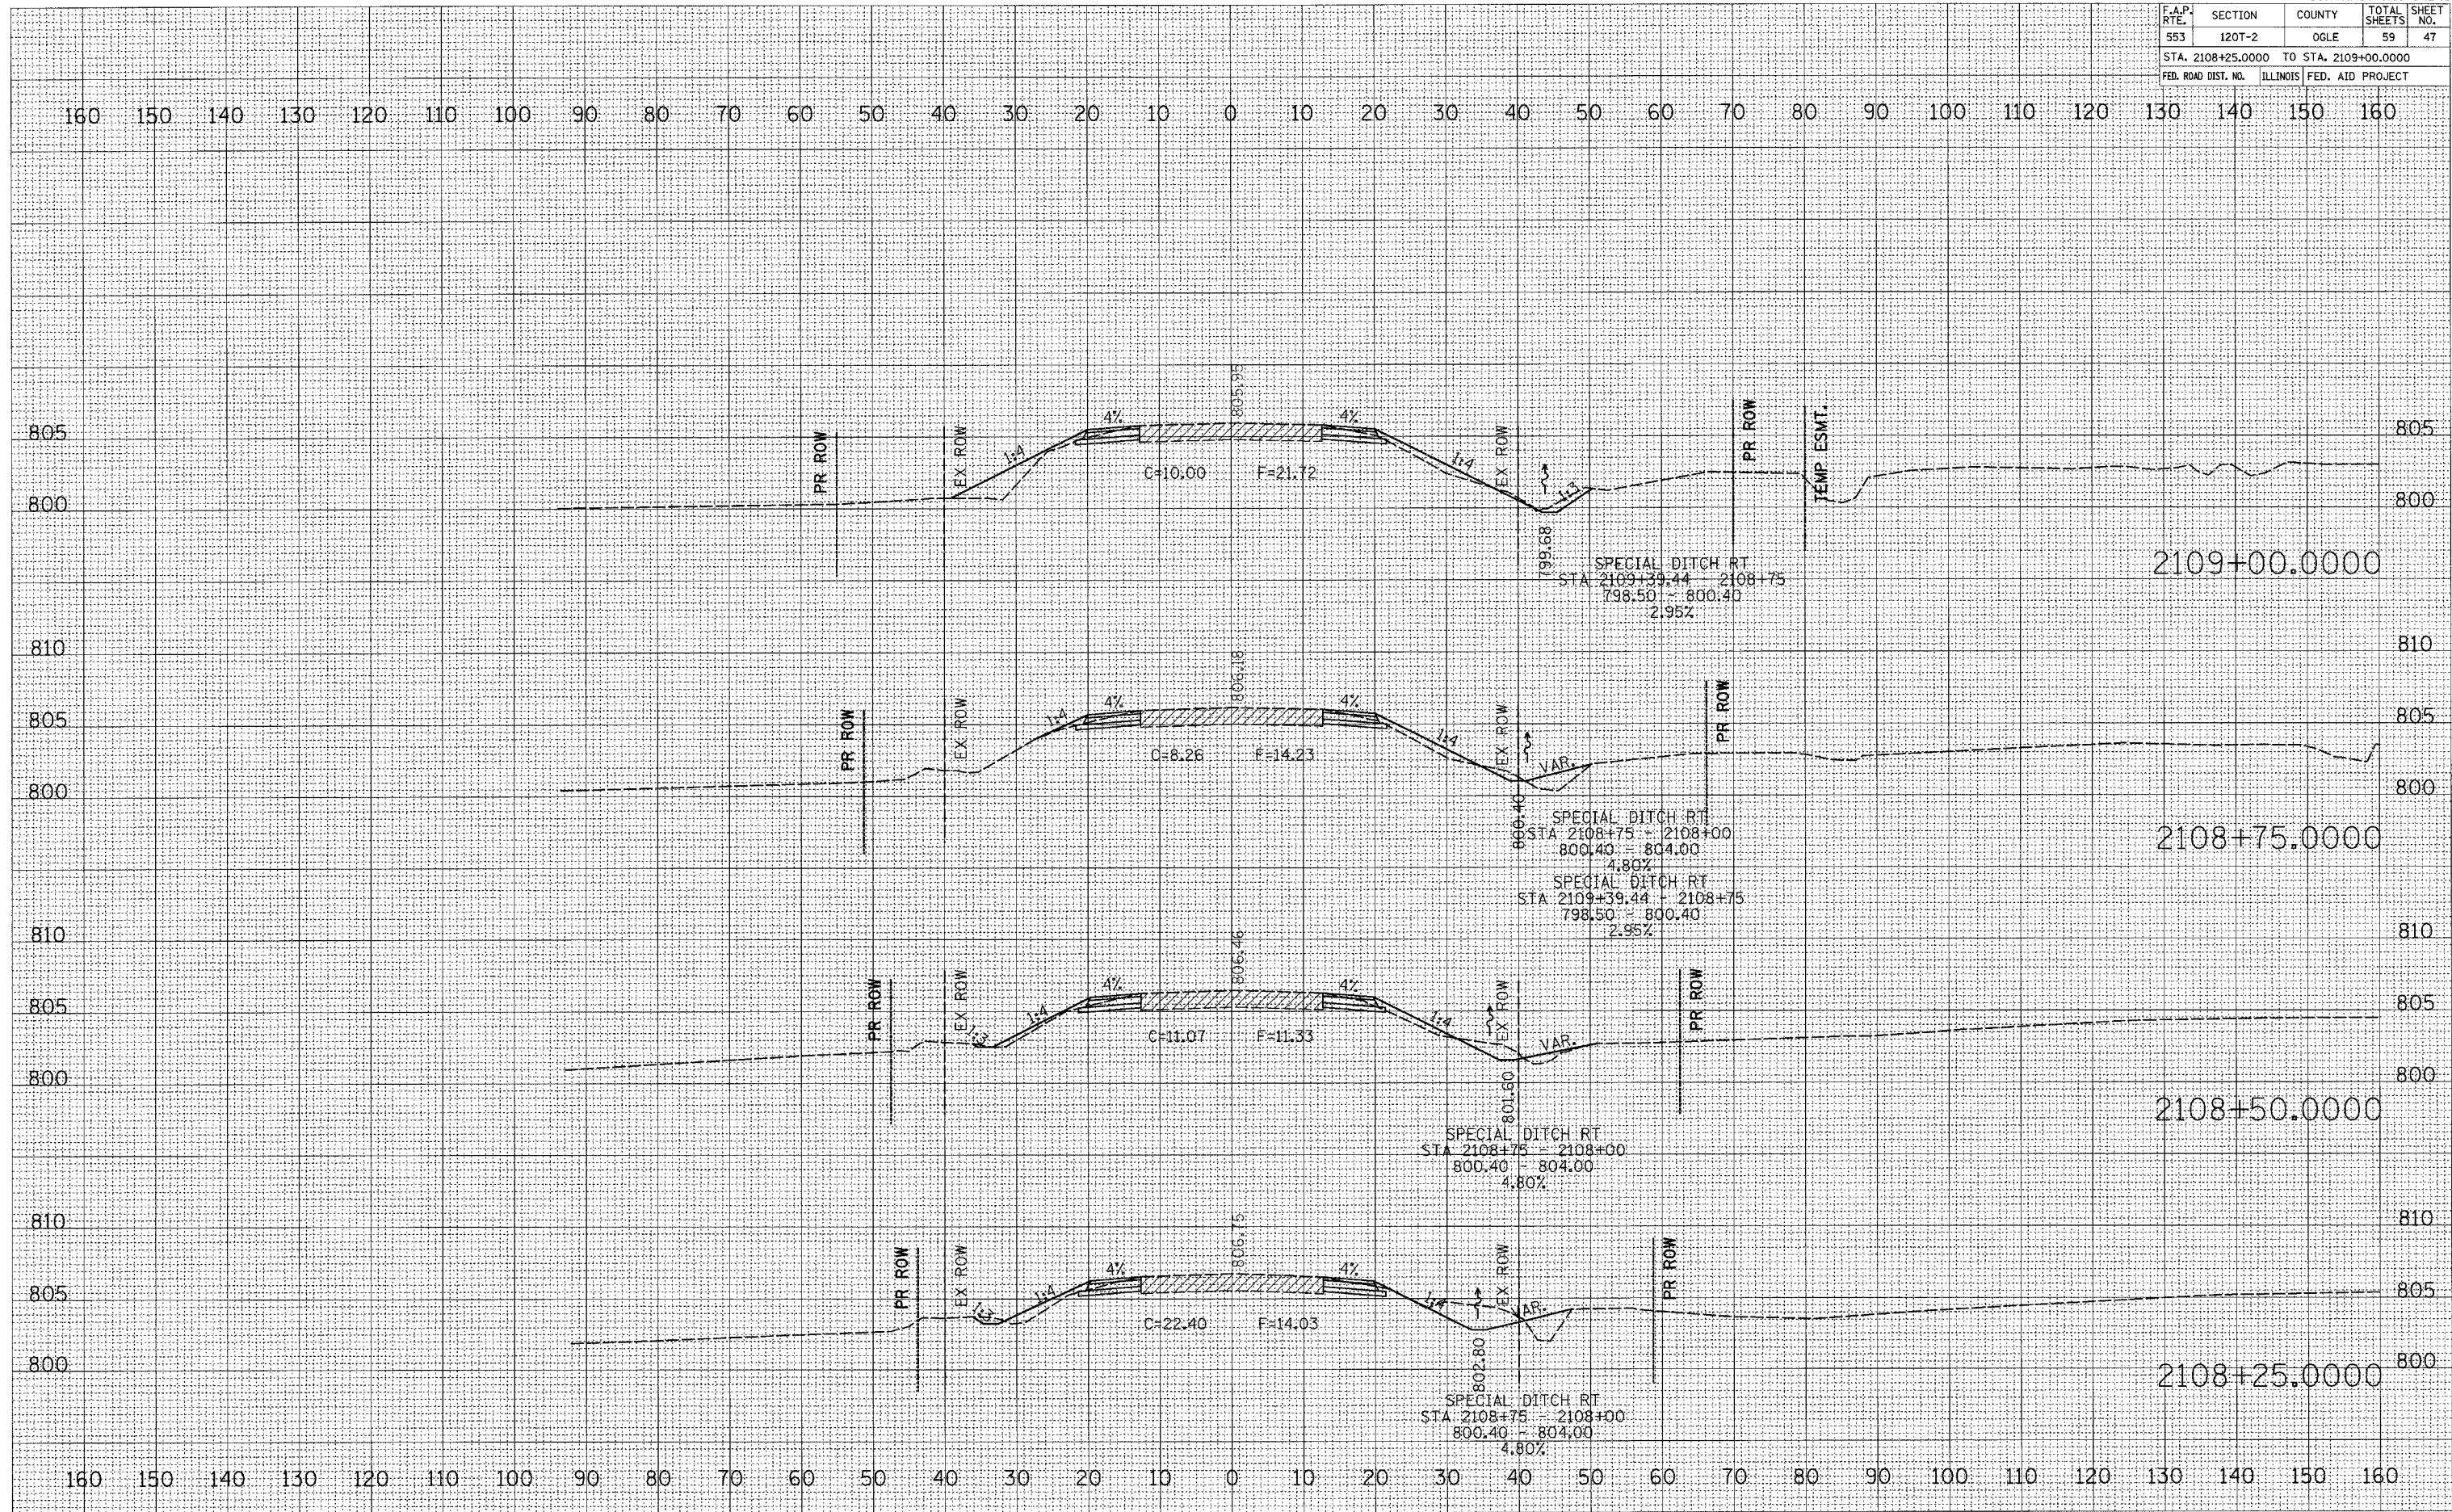 F.A.P. RTE. SECTION COUNTY TOTAL SHEETS SHEET NO.
553 120T-2 OGLE 59 47
STA. 2108+25.0000 TO STA. 2109+00.0000
FED. ROAD DIST. NO. ILLINOIS FED. AID PROJECT
160 150 140 130 120 110 100 90 80 70 60 50 40 30 20 10 0 10 20 30 40 50 60 70 80 90 100 110 120 130 140 150 160
805.95
805 PR ROW EX ROW 1:4 4% 4% 1:4 EX ROW 1:3 PR ROW TEMP ESMT. 805
C=10.00 F=21.72
800 800
799.68
SPECIAL DITCH RT
STA 2109+39.44 - 2108+75
798.50 - 800.40
2.95%
2109+00.0000
810 810
806.18
805 PR ROW EX ROW 1:4 4% 4% 1:4 EX ROW VAR. PR ROW 805
C=8.26 F=14.23
800 800
800.40
SPECIAL DITCH RT
STA 2108+75 - 2108+00
800.40 - 804.00
4.80%
2108+75.0000
SPECIAL DITCH RT
STA 2109+39.44 - 2108+75
798.50 - 800.40
2.95%
810 810
806.46
805 PR ROW EX ROW 1:3 1:4 4% 4% 1:4 EX ROW VAR. PR ROW 805
C=11.07 F=11.33
800 800
801.60
2108+50.0000
SPECIAL DITCH RT
STA 2108+75 - 2108+00
800.40 - 804.00
4.80%
810 810
806.75
805 PR ROW EX ROW 1:3 1:4 4% 4% 1:4 EX ROW VAR. PR ROW 805
C=22.40 F=14.03
800 800
802.80
2108+25.0000
SPECIAL DITCH RT
STA 2108+75 - 2108+00
800.40 - 804.00
4.80%
160 150 140 130 120 110 100 90 80 70 60 50 40 30 20 10 0 10 20 30 40 50 60 70 80 90 100 110 120 130 140 150 160